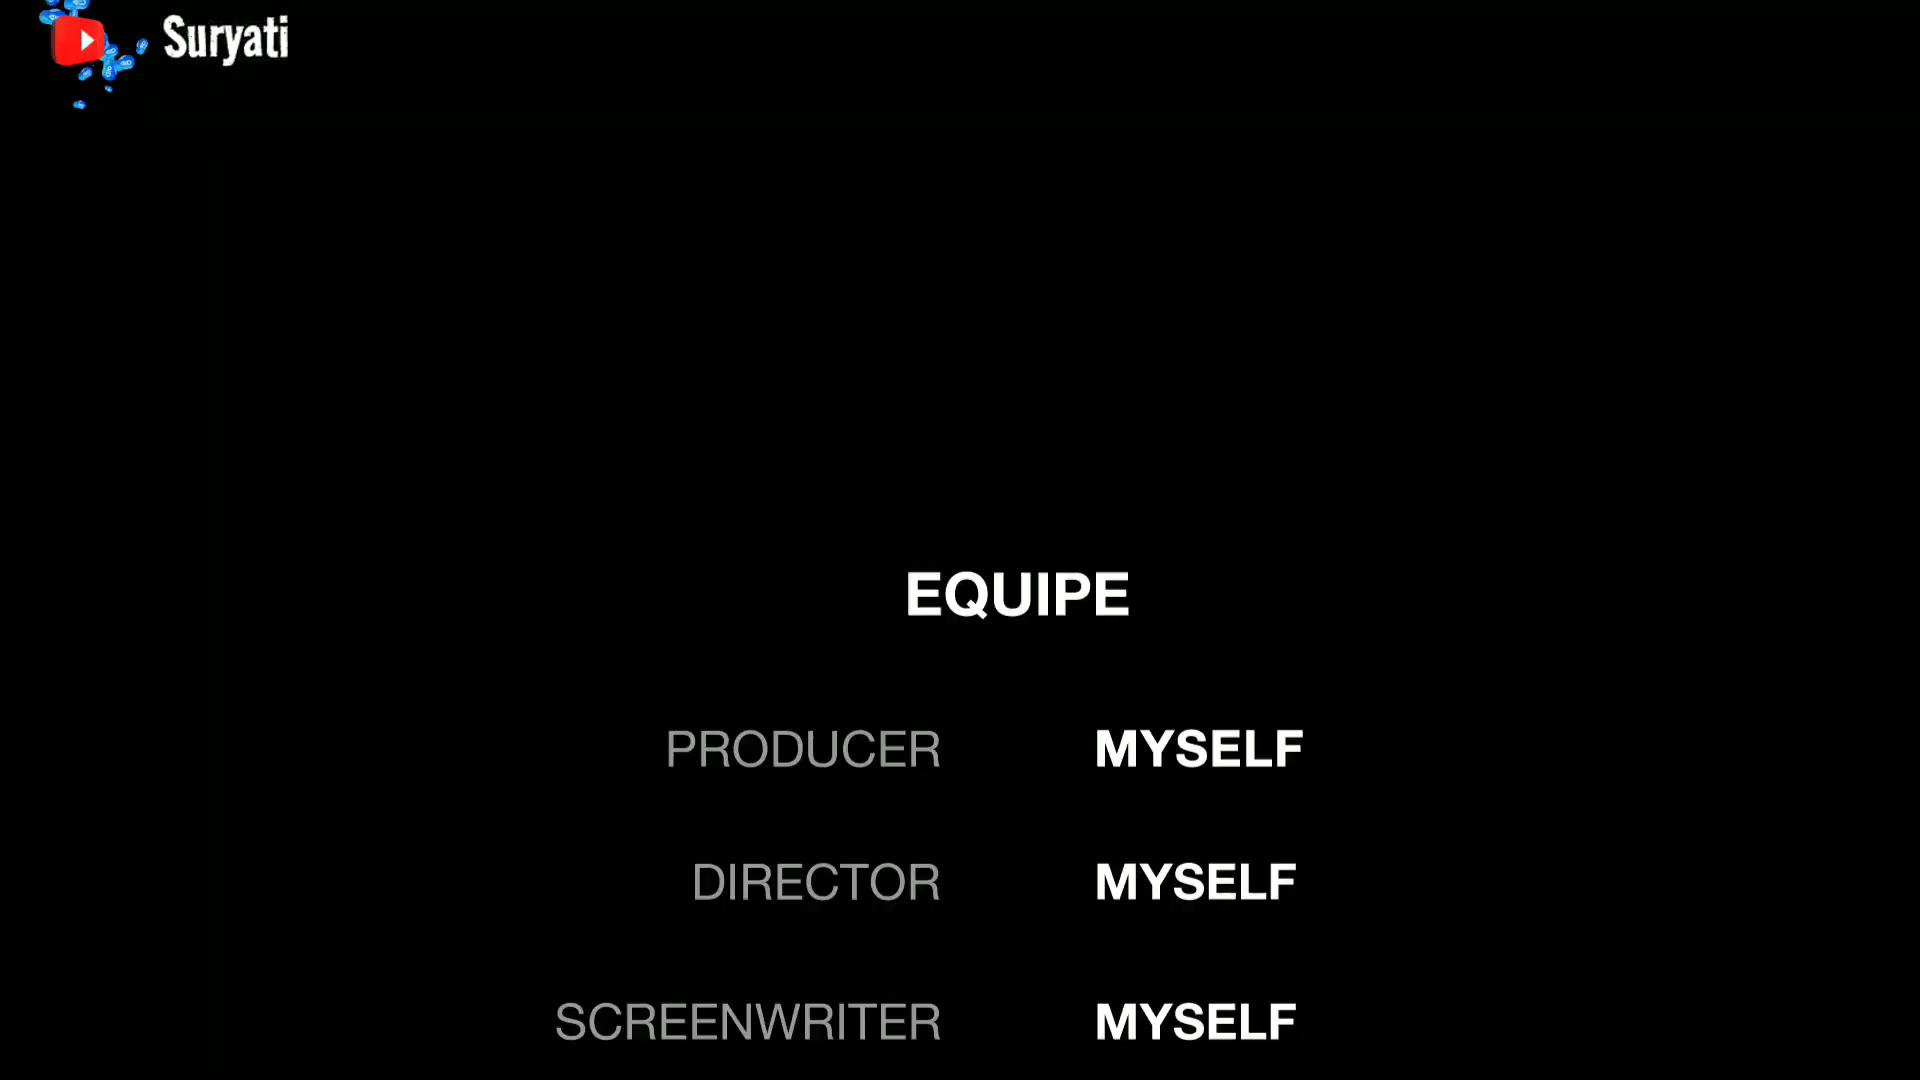 Suryati
EQUIPE
PRODUCER MYSELF
DIRECTOR MYSELF
SCREENWRITER MYSELF